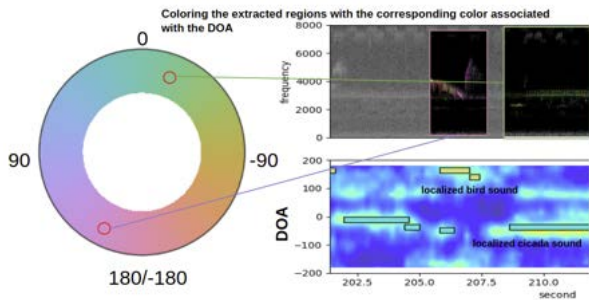 Coloring the extracted regions with the corresponding color associated
with the DOA
0
90
-90
180/-180
frequency
8000
6000
4000
2000
0
200
100
0
-100
-200
DOA
localized bird sound
localized cicada sound
202.5 205.0 207.5 210.0
second